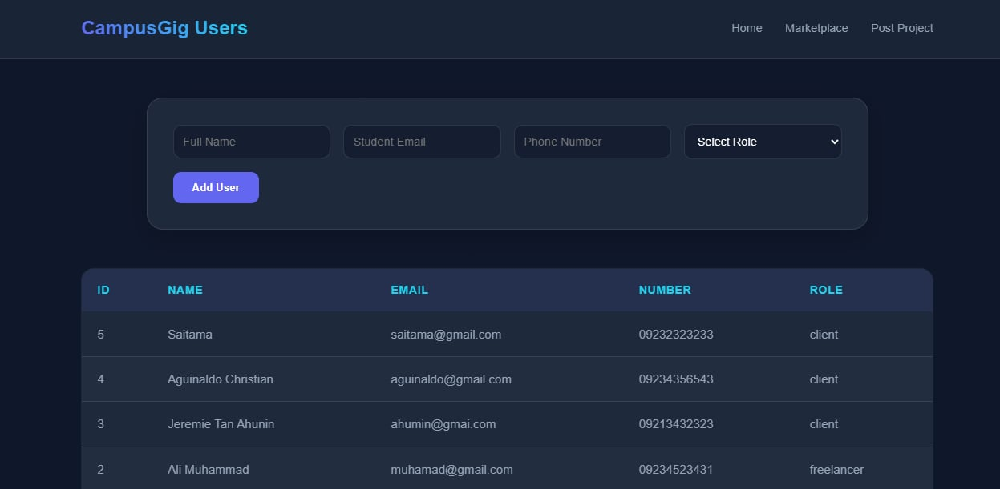 CampusGig Users
Home Marketplace Post Project
Full Name Student Email Phone Number Select Role
Add User
ID NAME EMAIL NUMBER ROLE
5 Saitama saitama@gmail.com 09232323233 client
4 Aguinaldo Christian aguinaldo@gmail.com 09234356543 client
3 Jeremie Tan Ahunin ahumin@gmai.com 09213432323 client
2 Ali Muhammad muhamad@gmail.com 09234523431 freelancer